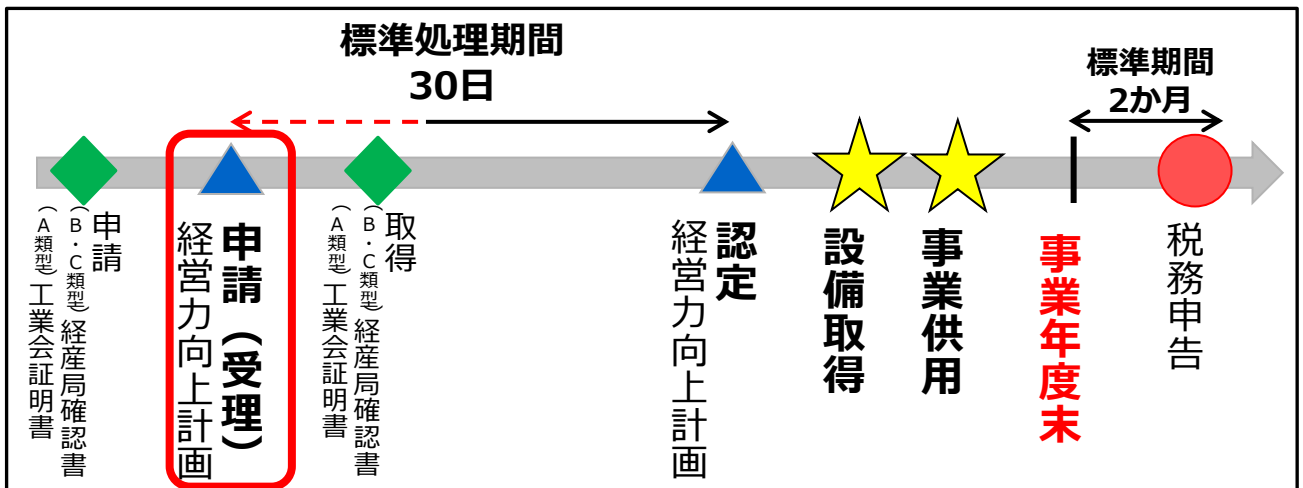 標準処理期間
30日
標準期間
2か月
申請
（B・C類型）経産局確認書
（A類型）工業会証明書
申請（受理）
経営力向上計画
取得
（B・C類型）経産局確認書
（A類型）工業会証明書
認定
経営力向上計画
設備取得
事業供用
事業年度末
税務申告